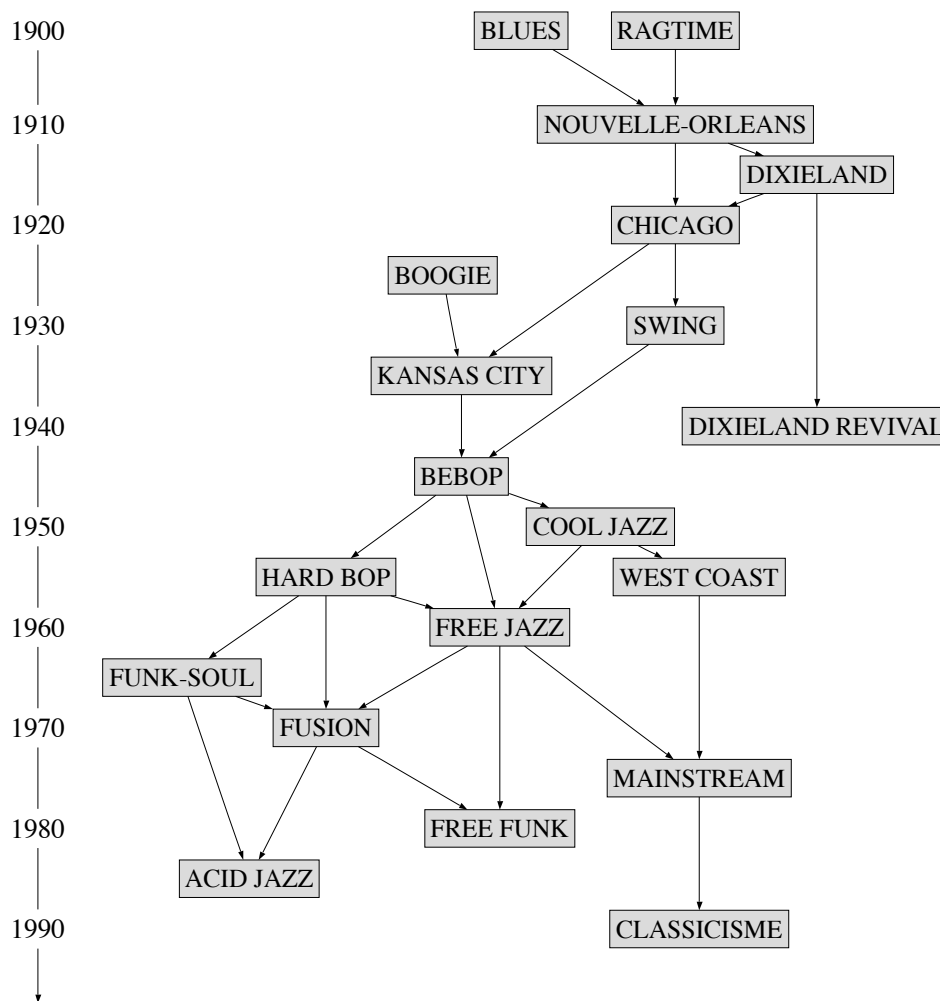 1900
BLUES
RAGTIME
1910
NOUVELLE-ORLEANS
DIXIELAND
1920
CHICAGO
BOOGIE
1930
SWING
KANSAS CITY
1940
DIXIELAND REVIVAL
BEBOP
1950
COOL JAZZ
HARD BOP
WEST COAST
1960
FREE JAZZ
FUNK-SOUL
1970
FUSION
MAINSTREAM
1980
FREE FUNK
ACID JAZZ
1990
CLASSICISME